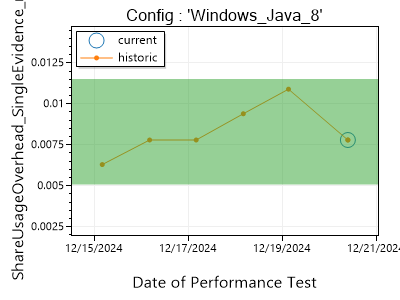 Config : 'Windows_Java_8'
ShareUsageOverhead_SingleEvidence_
current
historic
0.0125
0.01
0.0075
0.005
0.0025
12/15/2024
12/17/2024
12/19/2024
12/21/2024
Date of Performance Test